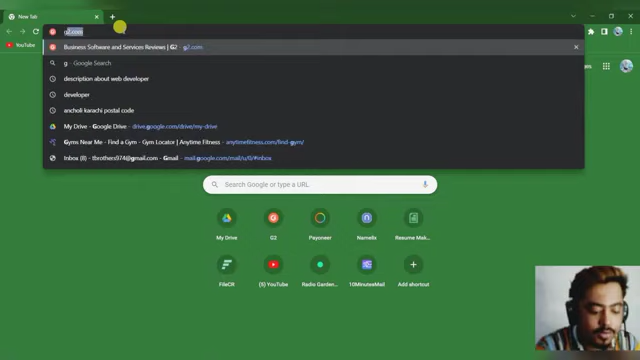 New Tab
g2.com
YouTube
Business Software and Services Reviews | G2 - g2.com
g - Google Search
description about web developer
developer
ancholi karachi postal code
My Drive - Google Drive - drive.google.com/drive/my-drive
Gyms Near Me - Find a Gym - Gym Locator | Anytime Fitness - anytimefitness.com/find-gym/
Inbox (8) - tbrothers974@gmail.com - Gmail - mail.google.com/mail/u/0/#inbox
Search Google or type a URL
My Drive
G2
Payoneer
Namelix
Resume Mak...
FileCR
(5) YouTube
Radio Garden...
10MinuteMail
Add shortcut